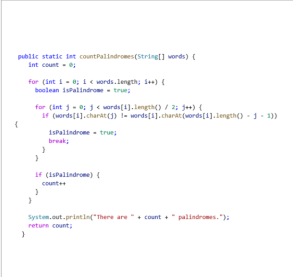 public static int countPalindromes(String[] words) {
int count = 0;
for (int i = 0; i < words.length; i++) {
boolean isPalindrome = true;
for (int j = 0; j < words[i].length() / 2; j++) {
if (words[i].charAt(j) != words[i].charAt(words[i].length() - j - 1))
{
isPalindrome = true;
break;
}
}
if (isPalindrome) {
count++
}
}
System.out.println("There are " + count + " palindromes.");
return count;
}